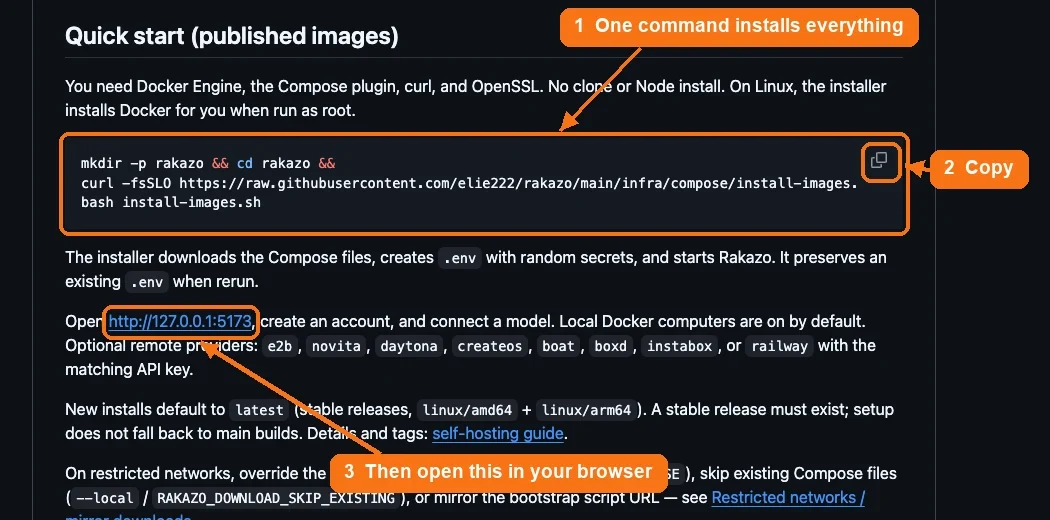 Quick start (published images)
1 One command installs everything
You need Docker Engine, the Compose plugin, curl, and OpenSSL. No clone or Node install. On Linux, the installer
installs Docker for you when run as root.
mkdir -p rakazo && cd rakazo &&
curl -fsSLO https://raw.githubusercontent.com/elie222/rakazo/main/infra/compose/install-images.
bash install-images.sh
2 Copy
The installer downloads the Compose files, creates .env with random secrets, and starts Rakazo. It preserves an
existing .env when rerun.
Open http://127.0.0.1:5173, create an account, and connect a model. Local Docker computers are on by default.
Optional remote providers: e2b, novita, daytona, createos, boat, boxd, instabox, or railway with the
matching API key.
New installs default to latest (stable releases, linux/amd64 + linux/arm64). A stable release must exist; setup
does not fall back to main builds. Details and tags: self-hosting guide.
3 Then open this in your browser
On restricted networks, override the SE), skip existing Compose files
(--local / RAKAZO_DOWNLOAD_SKIP_EXISTING), or mirror the bootstrap script URL — see Restricted networks /
mirror downloads